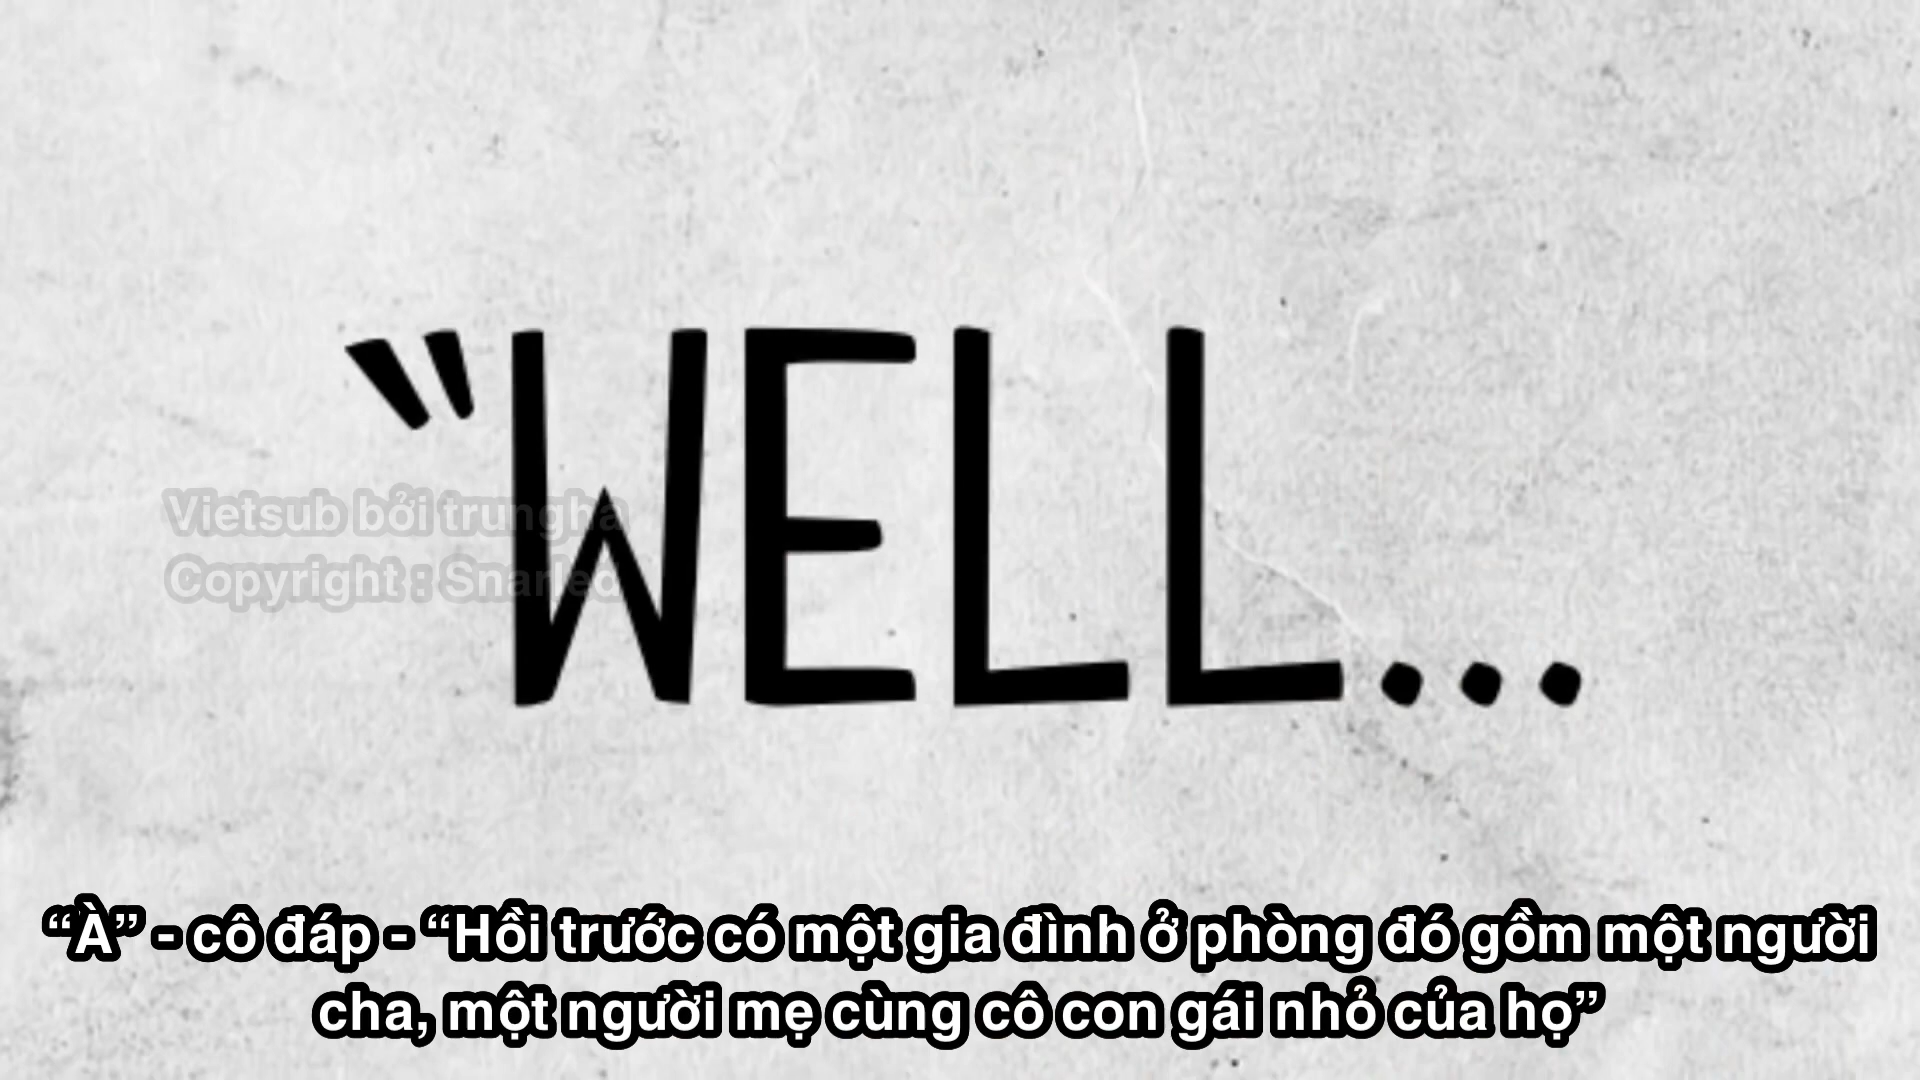 “WELL...
Vietsub bởi trungha
Copyright : Snarled
“À” - cô đáp - “Hồi trước có một gia đình ở phòng đó gồm một người
cha, một người mẹ cùng cô con gái nhỏ của họ”